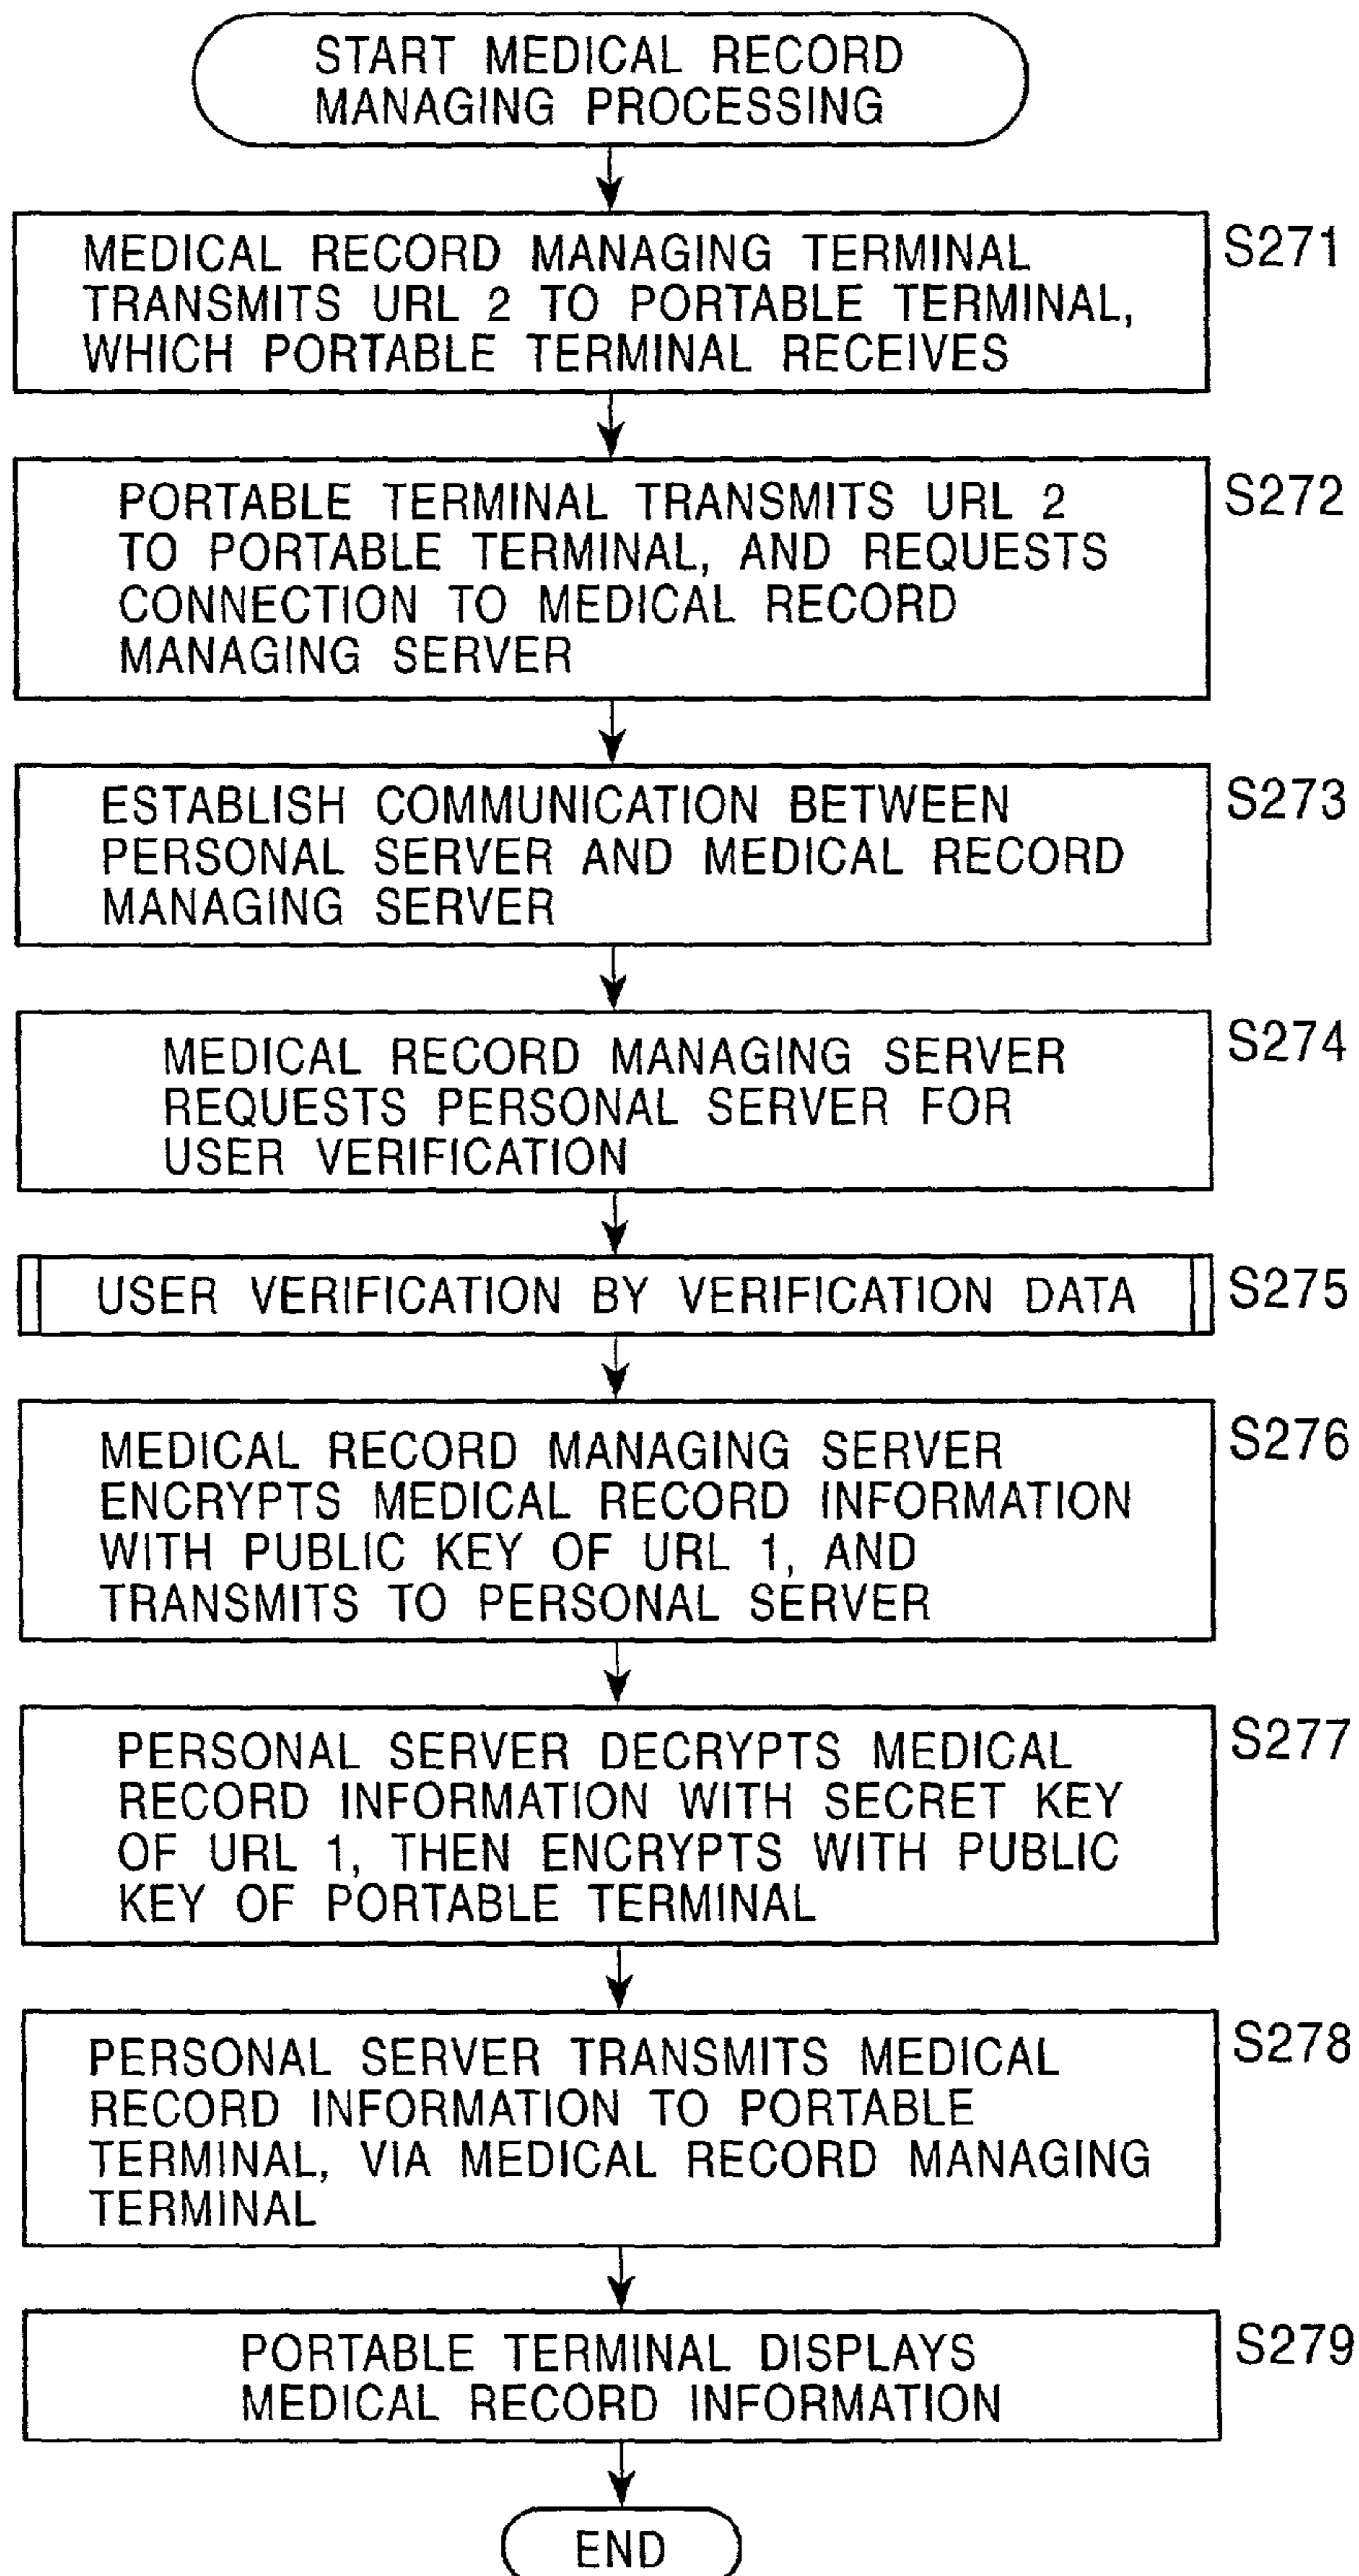 START MEDICAL RECORD
MANAGING PROCESSING
MEDICAL RECORD MANAGING TERMINAL
TRANSMITS URL 2 TO PORTABLE TERMINAL,
WHICH PORTABLE TERMINAL RECEIVES
S271
PORTABLE TERMINAL TRANSMITS URL 2
TO PORTABLE TERMINAL, AND REQUESTS
CONNECTION TO MEDICAL RECORD
MANAGING SERVER
S272
ESTABLISH COMMUNICATION BETWEEN
PERSONAL SERVER AND MEDICAL RECORD
MANAGING SERVER
S273
MEDICAL RECORD MANAGING SERVER
REQUESTS PERSONAL SERVER FOR
USER VERIFICATION
S274
USER VERIFICATION BY VERIFICATION DATA
S275
MEDICAL RECORD MANAGING SERVER
ENCRYPTS MEDICAL RECORD INFORMATION
WITH PUBLIC KEY OF URL 1, AND
TRANSMITS TO PERSONAL SERVER
S276
PERSONAL SERVER DECRYPTS MEDICAL
RECORD INFORMATION WITH SECRET KEY
OF URL 1, THEN ENCRYPTS WITH PUBLIC
KEY OF PORTABLE TERMINAL
S277
PERSONAL SERVER TRANSMITS MEDICAL
RECORD INFORMATION TO PORTABLE
TERMINAL, VIA MEDICAL RECORD MANAGING
TERMINAL
S278
PORTABLE TERMINAL DISPLAYS
MEDICAL RECORD INFORMATION
S279
END